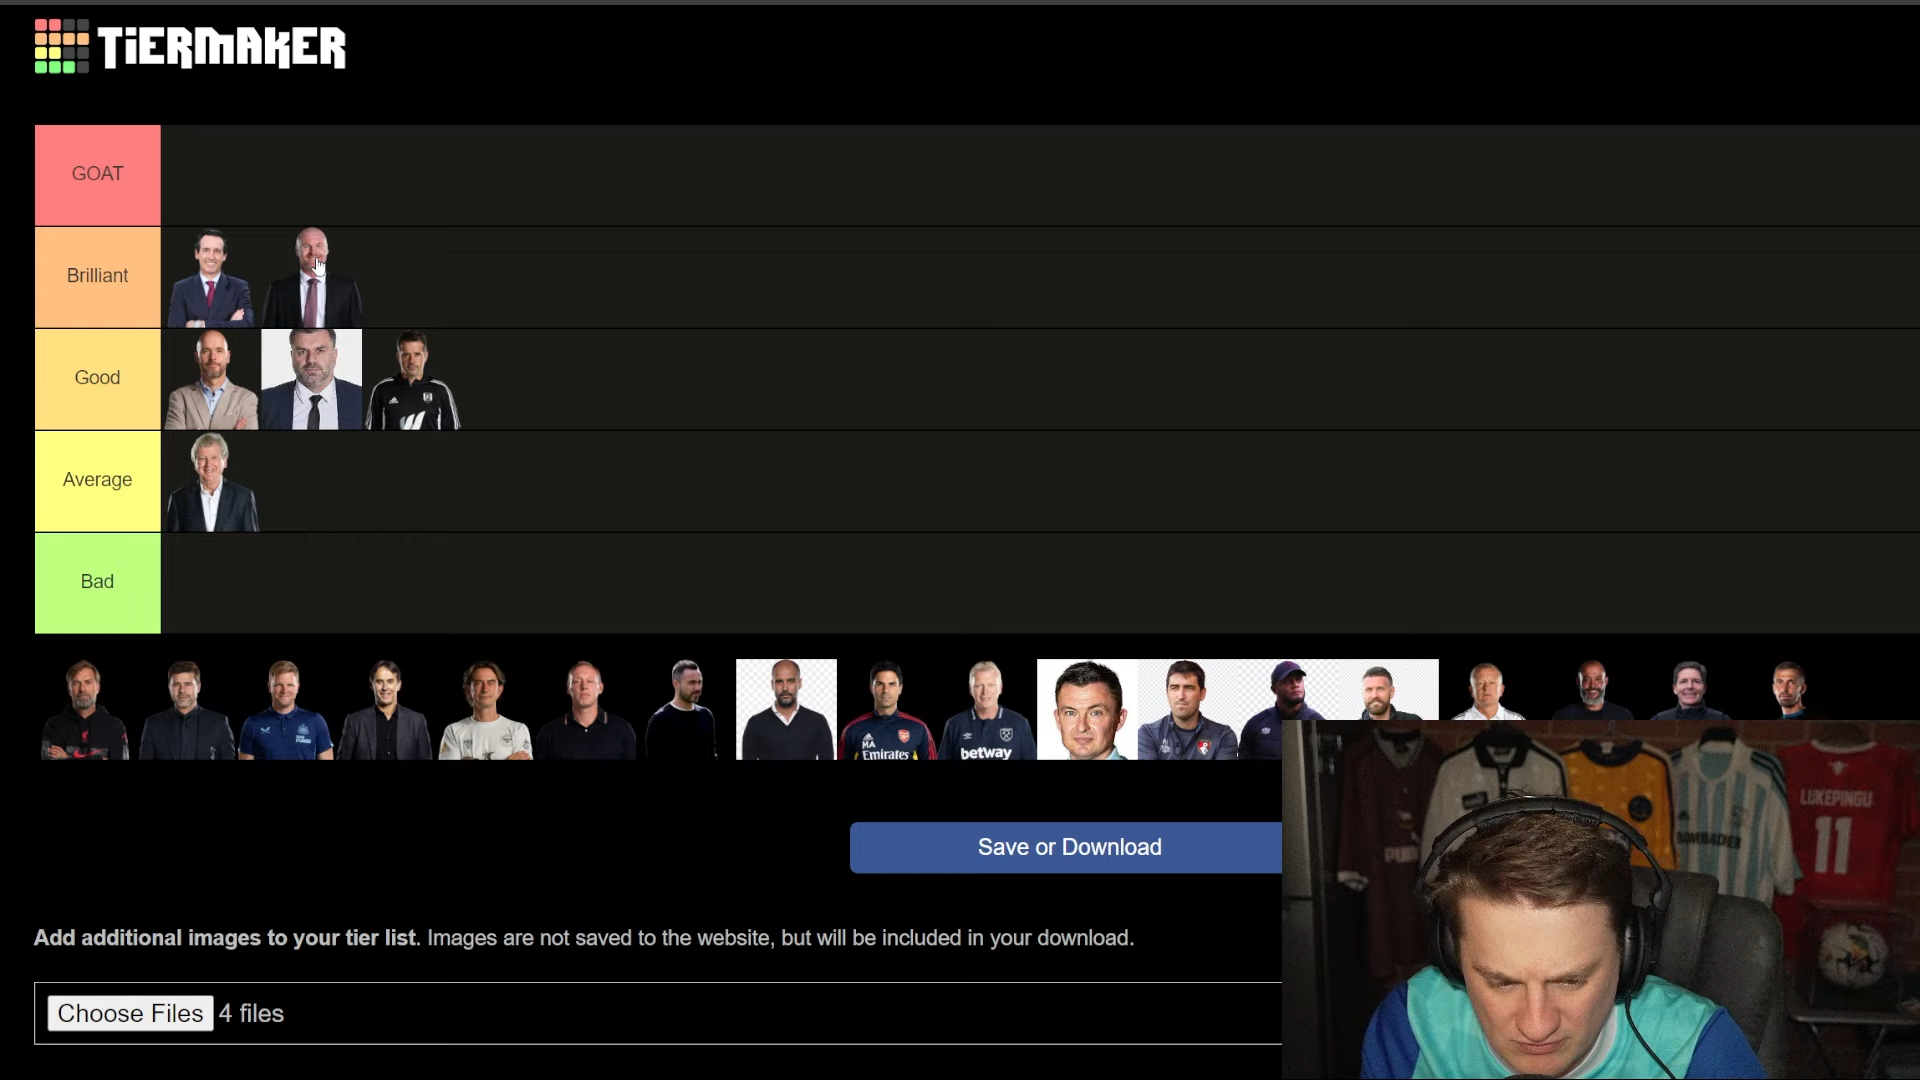 TiERMAKER
GOAT
Brilliant
Good
Average
Bad
MA
Emirates
betway
Save or Download
LUKEPINGU
11
Add additional images to your tier list. Images are not saved to the website, but will be included in your download.
Choose Files 4 files